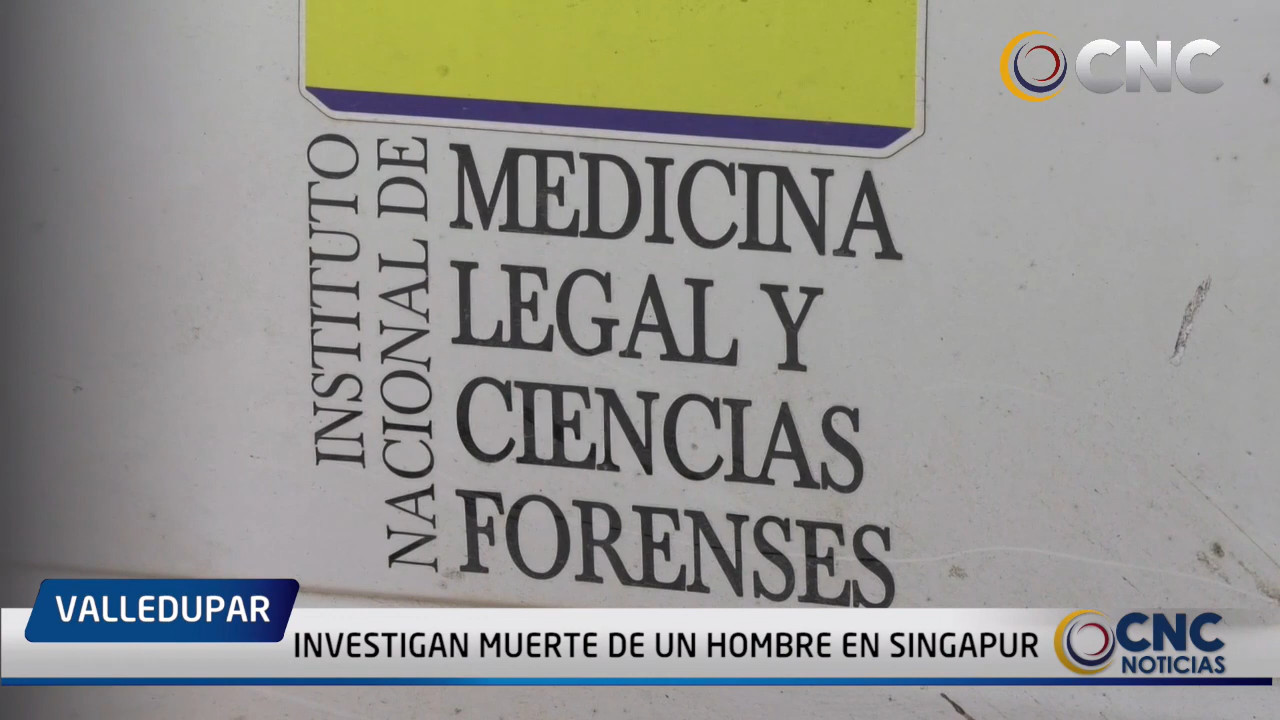 CNC
INSTITUTO
NACIONAL DE
MEDICINA
LEGAL Y
CIENCIAS
FORENSES
VALLEDUPAR
INVESTIGAN MUERTE DE UN HOMBRE EN SINGAPUR
CNC
NOTICIAS